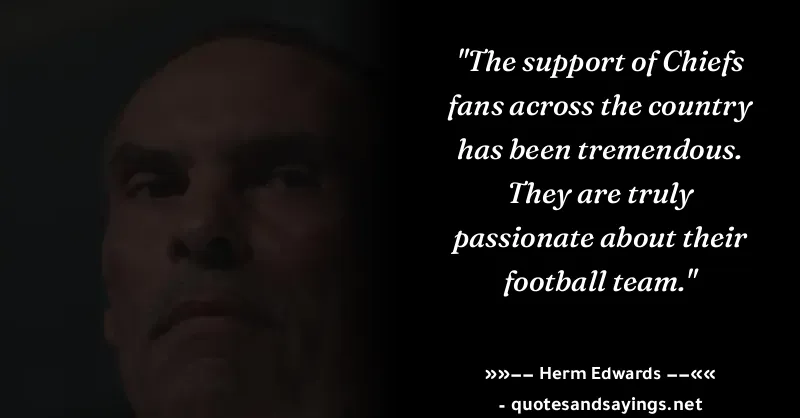 "The support of Chiefs
fans across the country
has been tremendous.
They are truly
passionate about their
football team."
»»−− Herm Edwards −−««
- quotesandsayings.net